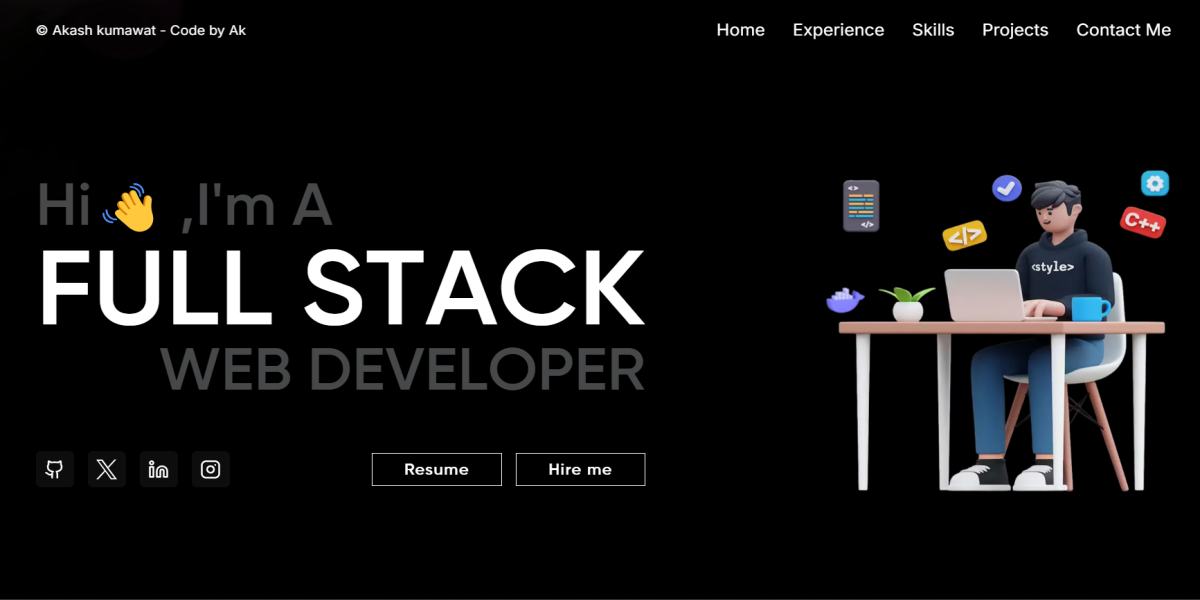 © Akash kumawat - Code by Ak
Home Experience Skills Projects Contact Me
Hi 👋 ,I'm A
FULL STACK
WEB DEVELOPER
Resume Hire me
<>
</>
</>
C++
<style>